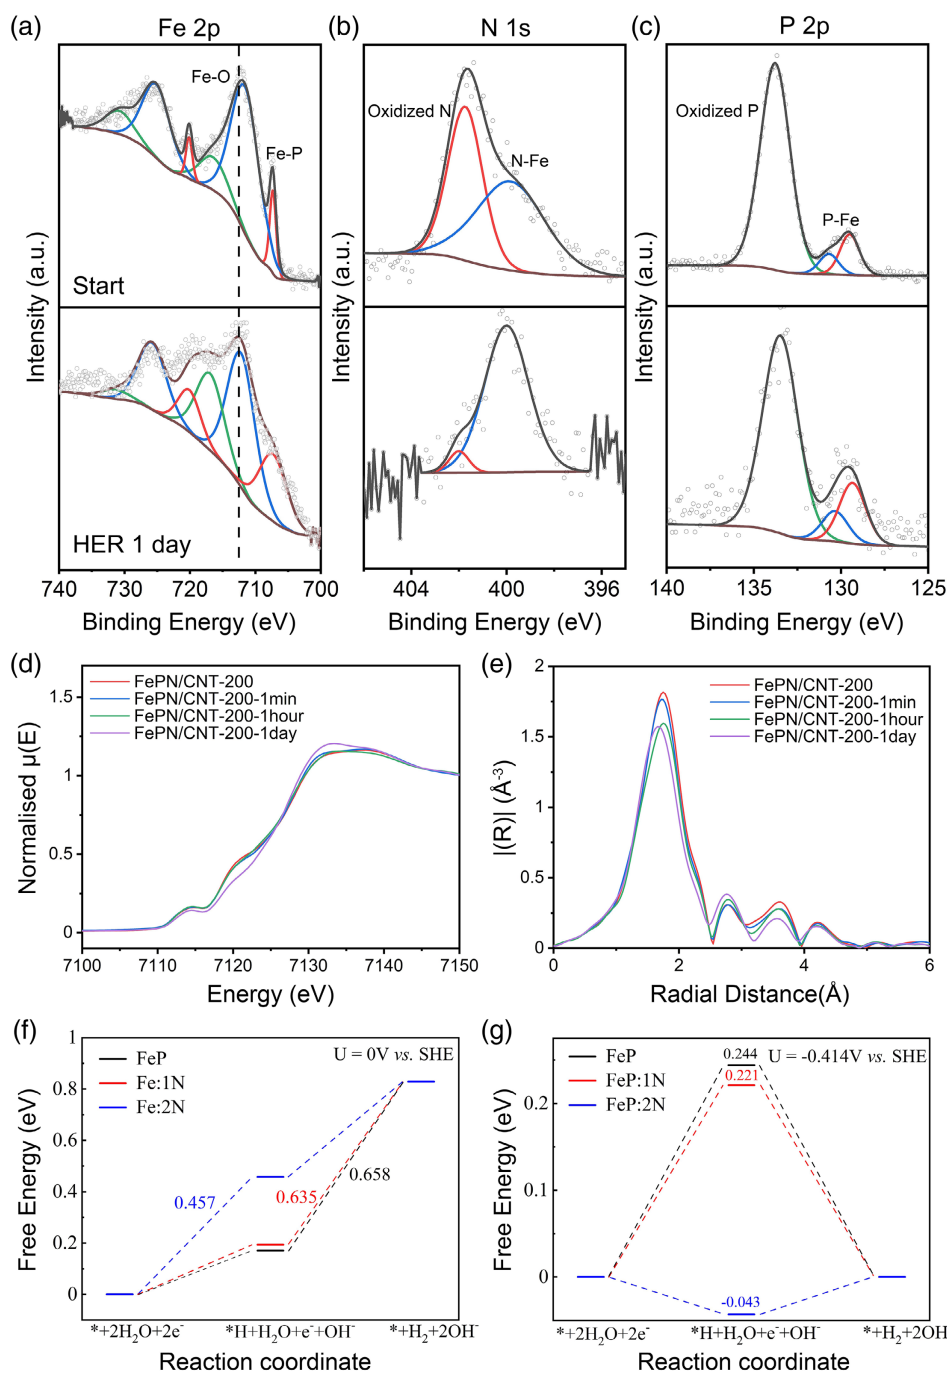 (a) Fe 2p (b) N 1s (c) P 2p
Fe-O
Fe-P
Start
HER 1 day
Intensity (a.u.)
740 730 720 710 700
Binding Energy (eV)
Oxidized N
N-Fe
Intensity (a.u.)
404 400 396
Binding Energy (eV)
Oxidized P
P-Fe
Intensity (a.u.)
140 135 130 125
Binding Energy (eV)
(d)
FePN/CNT-200
FePN/CNT-200-1min
FePN/CNT-200-1hour
FePN/CNT-200-1day
Normalised μ(E)
1.5
1
0.5
0
7100 7110 7120 7130 7140 7150
Energy (eV)
(e)
FePN/CNT-200
FePN/CNT-200-1min
FePN/CNT-200-1hour
FePN/CNT-200-1day
|(R)| (Å-3)
2
1.5
1
0.5
0
0 2 4 6
Radial Distance(Å)
(f)
FeP
Fe:1N
Fe:2N
U = 0V vs. SHE
0.457
0.635
0.658
Free Energy (eV)
1
0.8
0.6
0.4
0.2
0
*+2H2O+2e- *H+H2O+e-+OH- *+H2+2OH-
Reaction coordinate
(g)
FeP
FeP:1N
FeP:2N
0.244
U = -0.414V vs. SHE
0.221
-0.043
Free Energy (eV)
0.2
0.1
0
*+2H2O+2e- *H+H2O+e-+OH- *+H2+2OH
Reaction coordinate